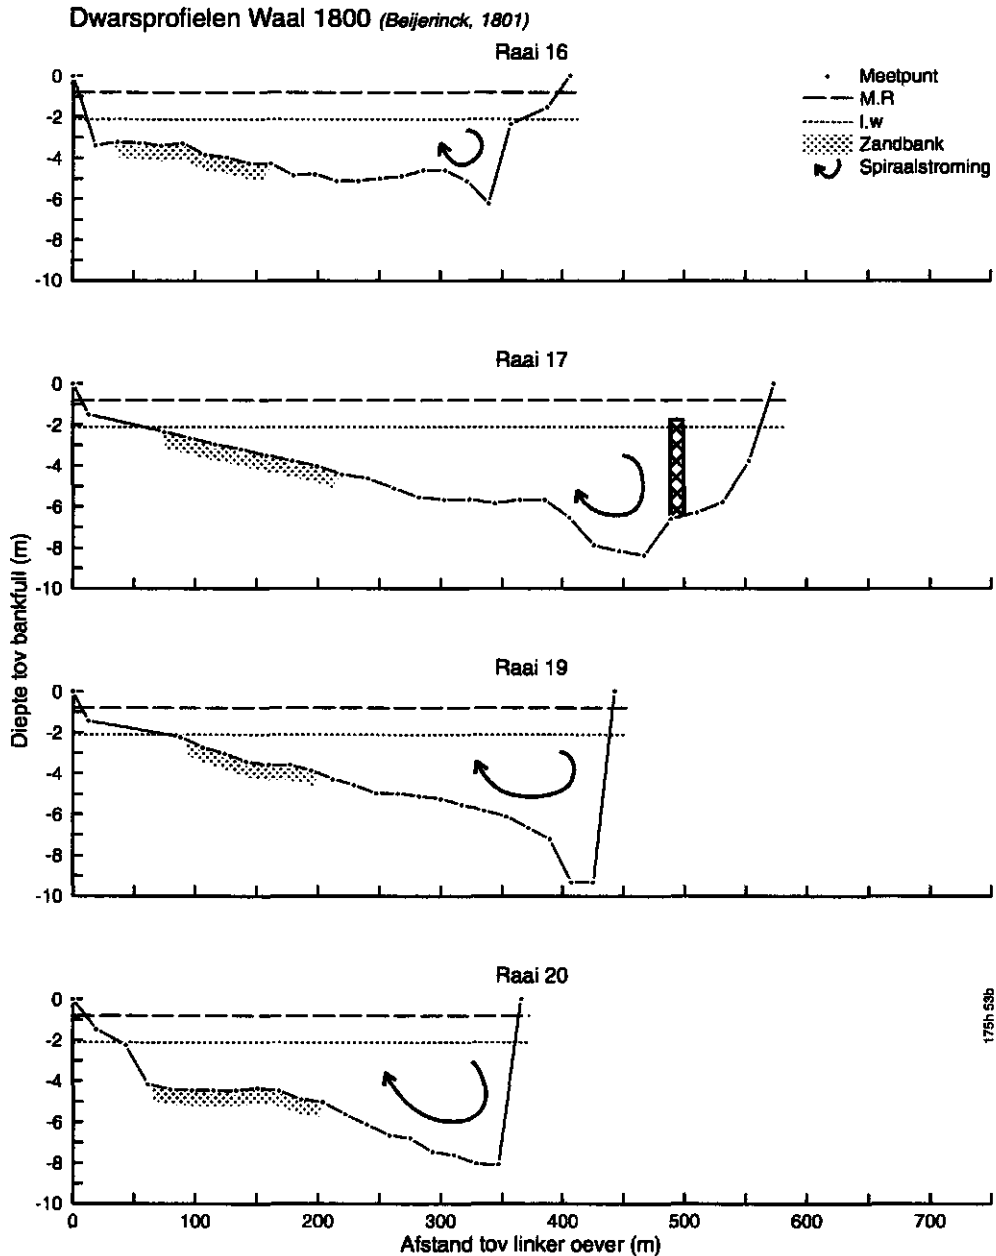 Dwarsprofielen Waal 1800 (Beijerinck, 1801)
Raai 16
Meetpunt
M.R
l.w
Zandbank
Spiraalstroming
0
-2
-4
-6
-8
-10
Raai 17
0
-2
-4
-6
-8
-10
Diepte tov bankfull (m)
Raai 19
0
-2
-4
-6
-8
-10
Raai 20
0
-2
-4
-6
-8
-10
0 100 200 300 400 500 600 700
Afstand tov linker oever (m)
175h 53b